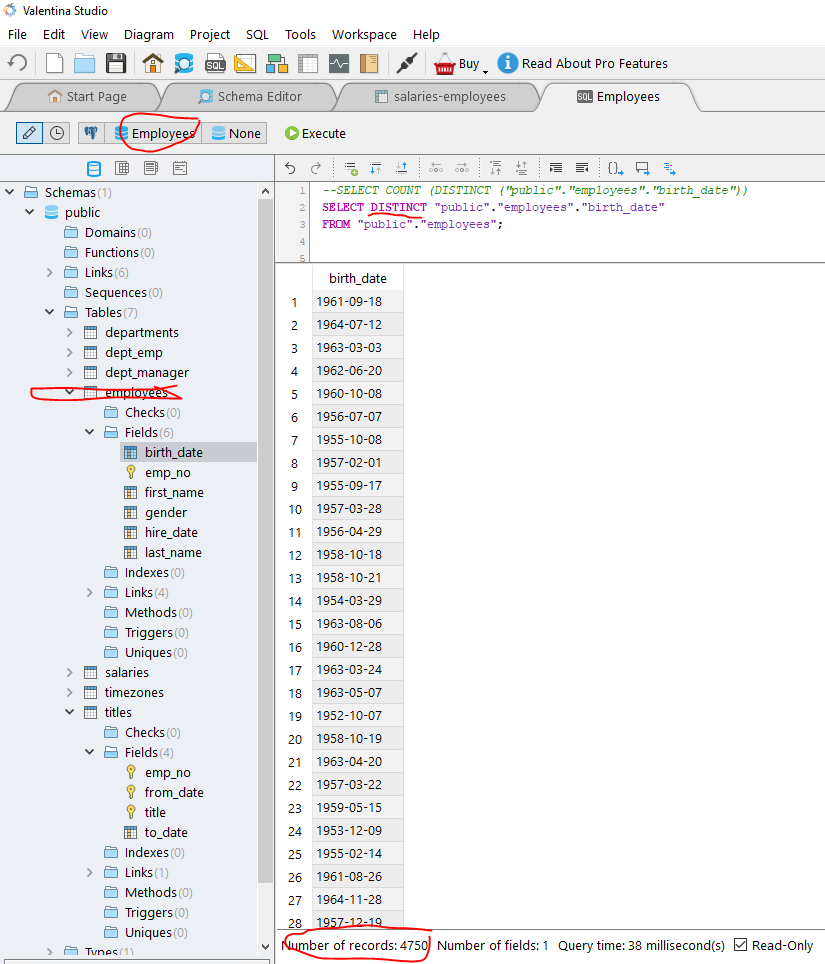 Valentina Studio
File Edit View Diagram Project SQL Tools Workspace Help
SQL Buy Read About Pro Features
Start Page Schema Editor salaries-employees SQL Employees
Employees None Execute
Schemas(1)
public
Domains(0)
Functions(0)
Links(6)
Sequences(0)
Tables(7)
departments
dept_emp
dept_manager
employees
Checks(0)
Fields(6)
birth_date
emp_no
first_name
gender
hire_date
last_name
Indexes(0)
Links(4)
Methods(0)
Triggers(0)
Uniques(0)
salaries
timezones
titles
Checks(0)
Fields(4)
emp_no
from_date
title
to_date
Indexes(0)
Links(1)
Methods(0)
Triggers(0)
Uniques(0)
Types(1)
1 --SELECT COUNT (DISTINCT ("public"."employees"."birth_date"))
2 SELECT DISTINCT "public"."employees"."birth_date"
3 FROM "public"."employees";
4
5
birth_date
1 1961-09-18
2 1964-07-12
3 1963-03-03
4 1962-06-20
5 1960-10-08
6 1956-07-07
7 1955-10-08
8 1957-02-01
9 1955-09-17
10 1957-03-28
11 1956-04-29
12 1958-10-18
13 1958-10-21
14 1954-03-29
15 1963-08-06
16 1960-12-28
17 1963-03-24
18 1963-05-07
19 1952-10-07
20 1958-10-19
21 1963-04-20
22 1957-03-22
23 1959-05-15
24 1953-12-09
25 1955-02-14
26 1961-08-26
27 1964-11-28
28 1957-12-19
Number of records: 4750 Number of fields: 1 Query time: 38 millisecond(s) Read-Only